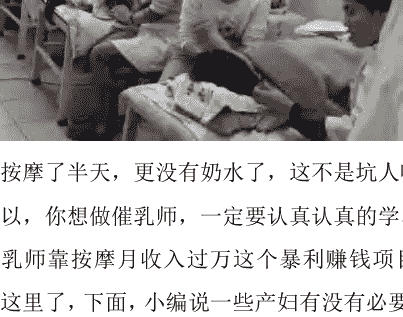 按摩了半天，更没有奶水了，这不是坑人
以，你想做催乳师，一定要认真认真的学
乳师靠按摩月收入过万这个暴利赚钱项目
这里了，下面，小编说一些产妇有没有必要